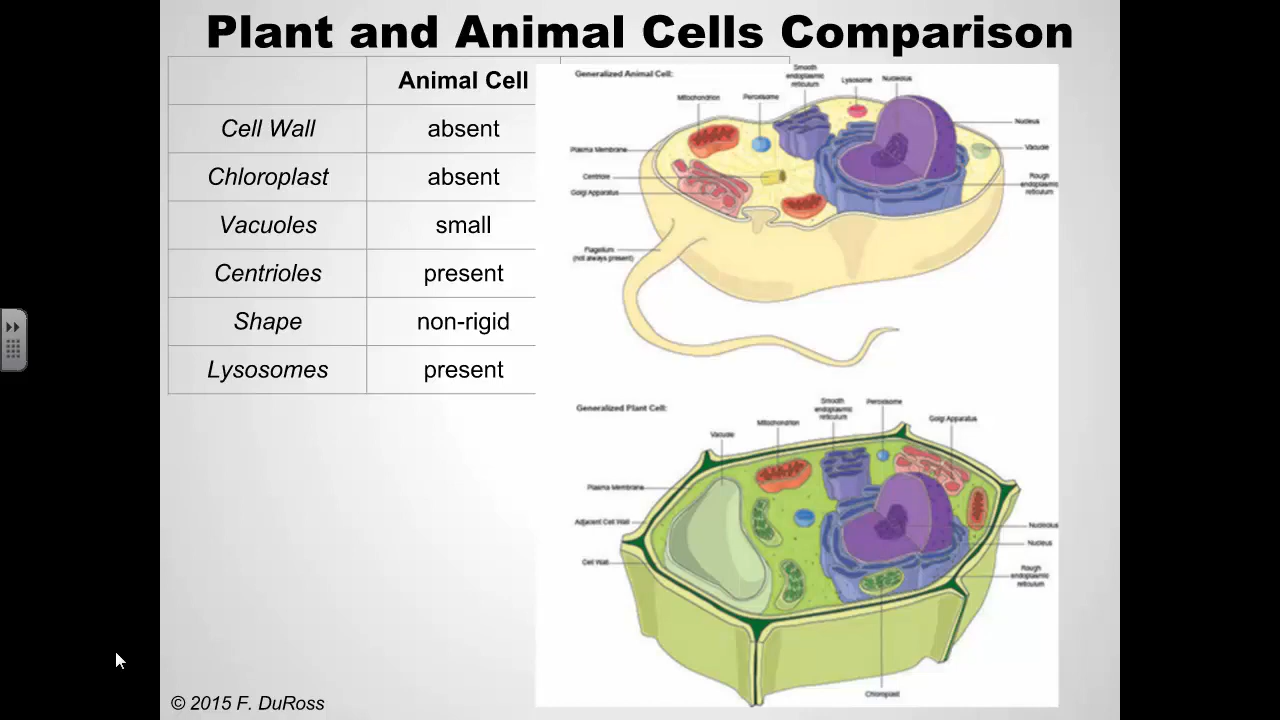 Plant and Animal Cells Comparison
Animal Cell
Cell Wall absent
Chloroplast absent
Vacuoles small
Centrioles present
Shape non-rigid
Lysosomes present
Generalized Animal Cell:
Smooth
endoplasmic
reticulum
Lysosome
Nucleolus
Mitochondrion
Peroxisome
Nucleus
Plasma Membrane
Vacuole
Centriole
Rough
endoplasmic
reticulum
Golgi Apparatus
Flagellum
(not always present)
Generalized Plant Cell:
Smooth
endoplasmic
reticulum
Peroxisome
Golgi Apparatus
Mitochondrion
Vacuole
Plasma Membrane
Adjacent Cell Wall
Nucleolus
Nucleus
Cell Wall
Rough
endoplasmic
reticulum
Chloroplast
© 2015 F. DuRoss